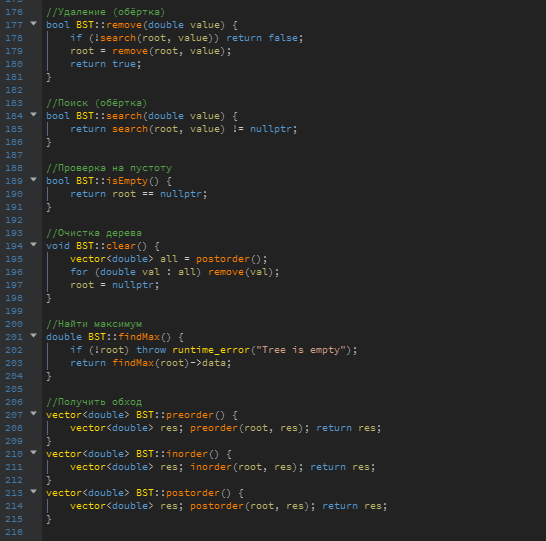 176 //Удаление (обёртка)
177 bool BST::remove(double value) {
178 if (!search(root, value)) return false;
179 root = remove(root, value);
180 return true;
181 }
182
183 //Поиск (обёртка)
184 bool BST::search(double value) {
185 return search(root, value) != nullptr;
186 }
187
188 //Проверка на пустоту
189 bool BST::isEmpty() {
190 return root == nullptr;
191 }
192
193 //Очистка дерева
194 void BST::clear() {
195 vector<double> all = postorder();
196 for (double val : all) remove(val);
197 root = nullptr;
198 }
199
200 //Найти максимум
201 double BST::findMax() {
202 if (!root) throw runtime_error("Tree is empty");
203 return findMax(root)->data;
204 }
205
206 //Получить обход
207 vector<double> BST::preorder() {
208 vector<double> res; preorder(root, res); return res;
209 }
210 vector<double> BST::inorder() {
211 vector<double> res; inorder(root, res); return res;
212 }
213 vector<double> BST::postorder() {
214 vector<double> res; postorder(root, res); return res;
215 }
216